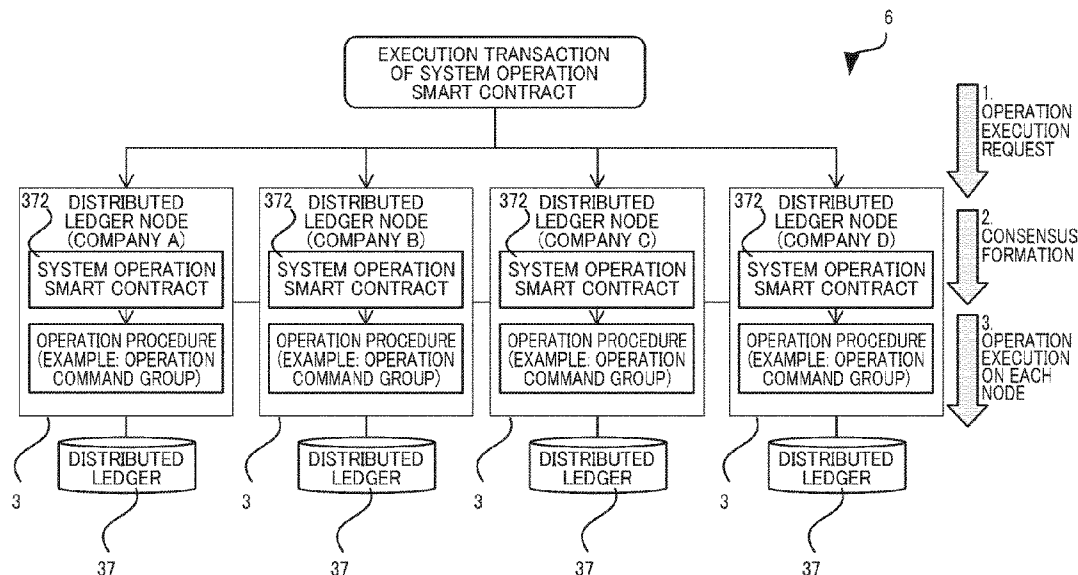 6
EXECUTION TRANSACTION
OF SYSTEM OPERATION
SMART CONTRACT
1.
OPERATION
EXECUTION
REQUEST
372
DISTRIBUTED
LEDGER NODE
(COMPANY A)
SYSTEM OPERATION
SMART CONTRACT
OPERATION PROCEDURE
(EXAMPLE: OPERATION
COMMAND GROUP)
372
DISTRIBUTED
LEDGER NODE
(COMPANY B)
SYSTEM OPERATION
SMART CONTRACT
OPERATION PROCEDURE
(EXAMPLE: OPERATION
COMMAND GROUP)
372
DISTRIBUTED
LEDGER NODE
(COMPANY C)
SYSTEM OPERATION
SMART CONTRACT
OPERATION PROCEDURE
(EXAMPLE: OPERATION
COMMAND GROUP)
372
DISTRIBUTED
LEDGER NODE
(COMPANY D)
SYSTEM OPERATION
SMART CONTRACT
OPERATION PROCEDURE
(EXAMPLE: OPERATION
COMMAND GROUP)
2.
CONSENSUS
FORMATION
3.
OPERATION
EXECUTION
ON EACH
NODE
DISTRIBUTED
LEDGER
DISTRIBUTED
LEDGER
DISTRIBUTED
LEDGER
DISTRIBUTED
LEDGER
3
3
3
3
37
37
37
37